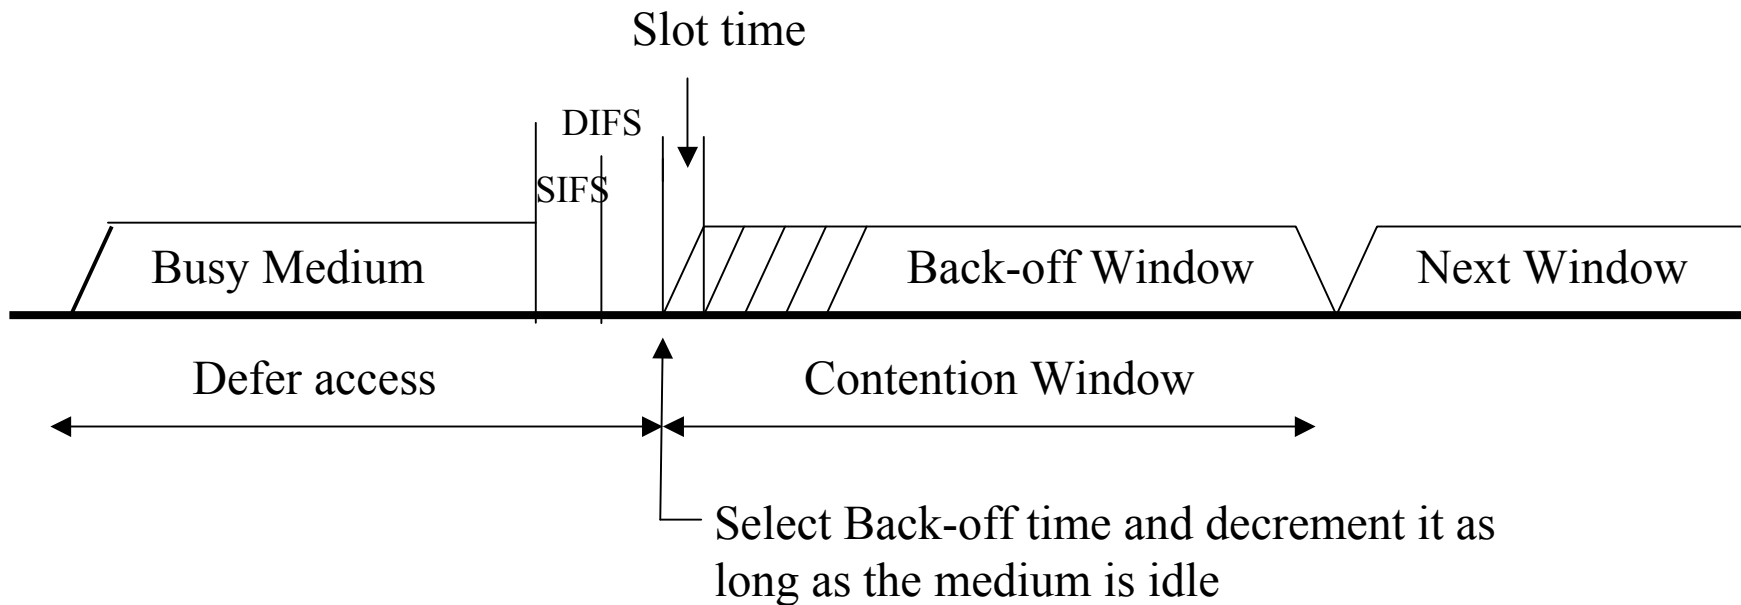 Slot time
DIFS
SIFS
Busy Medium
Back-off Window
Next Window
Defer access
Contention Window
Select Back-off time and decrement it as
long as the medium is idle